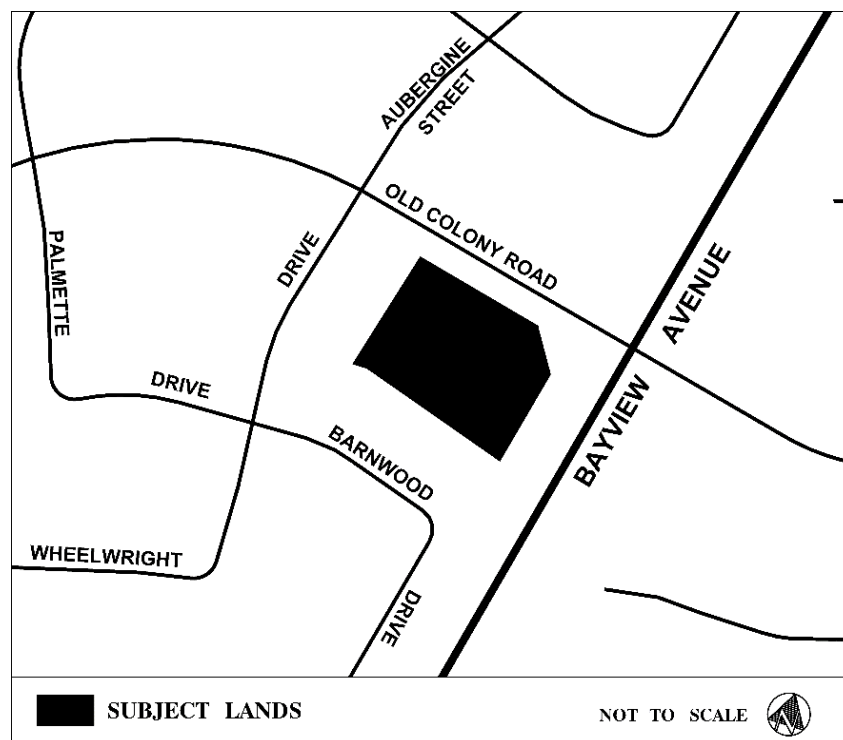 AUBERGINE
STREET
OLD COLONY ROAD
DRIVE
PALMETTE
AVENUE
BAYVIEW
DRIVE
BARNWOOD
WHEELWRIGHT
DRIVE
SUBJECT LANDS
NOT TO SCALE